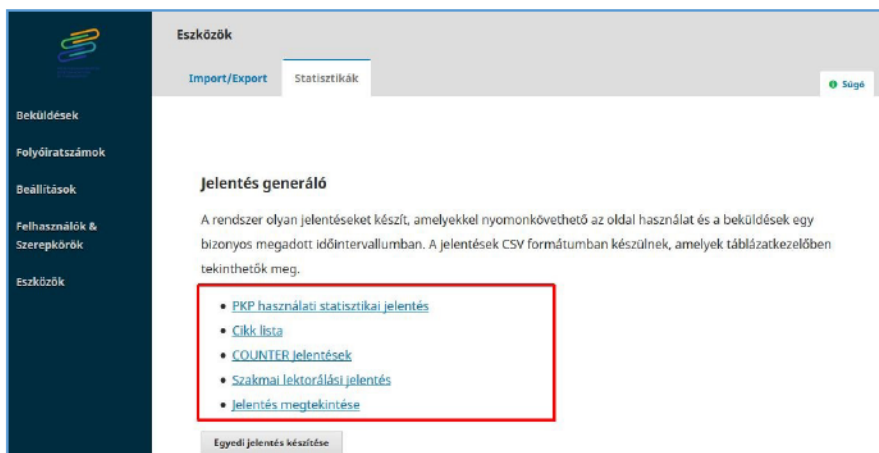 Eszközök
Import/Export
Statisztikák
Súgó
Beküldések
Folyóiratszámok
Beállítások
Felhasználók &
Szerepkörök
Eszközök
Jelentés generáló
A rendszer olyan jelentéseket készít, amelyekkel nyomonkövethető az oldal használat és a beküldések egy
bizonyos megadott időintervallumban. A jelentések CSV formátumban készülnek, amelyek táblázatkezelőben
tekinthetők meg.
PKP használati statisztikai jelentés
Cikk lista
COUNTER Jelentések
Szakmai lektorálási jelentés
Jelentés megtekintése
Egyedi jelentés készítése